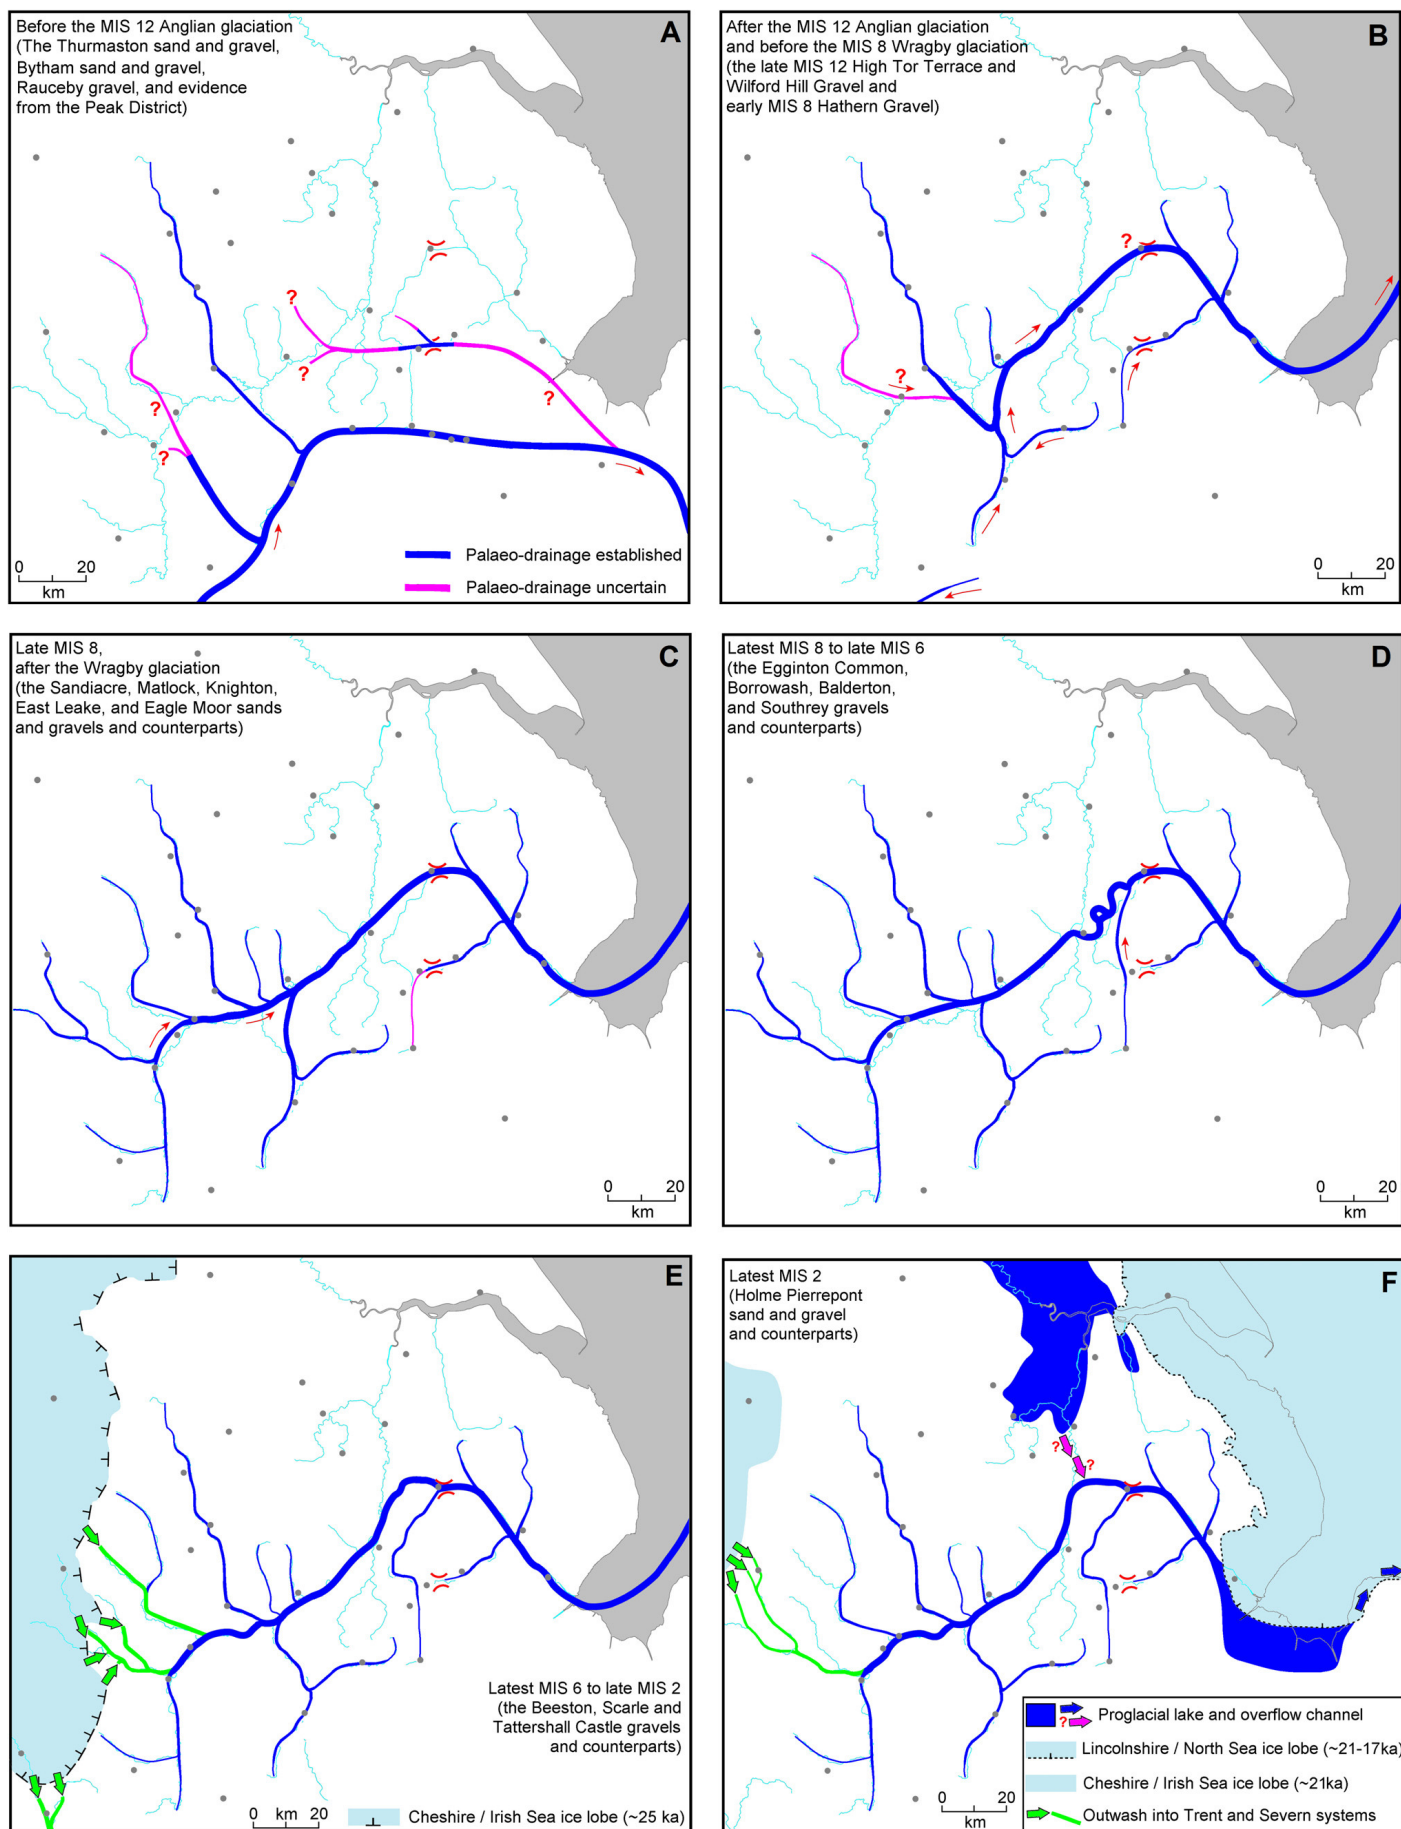 Before the MIS 12 Anglian glaciation
(The Thurmaston sand and gravel,
Bytham sand and gravel,
Rauceby gravel, and evidence
from the Peak District)
A
?
?
?
?
?
Palaeo-drainage established
Palaeo-drainage uncertain
0 20
km
After the MIS 12 Anglian glaciation
and before the MIS 8 Wragby glaciation
(the late MIS 12 High Tor Terrace and
Wilford Hill Gravel and
early MIS 8 Hathern Gravel)
B
?
?
0 20
km
Late MIS 8,
after the Wragby glaciation
(the Sandiacre, Matlock, Knighton,
East Leake, and Eagle Moor sands
and gravels and counterparts)
C
0 20
km
Latest MIS 8 to late MIS 6
(the Egginton Common,
Borrowash, Balderton,
and Southrey gravels
and counterparts)
D
0 20
km
E
Latest MIS 6 to late MIS 2
(the Beeston, Scarle and
Tattershall Castle gravels
and counterparts)
0 km 20
Cheshire / Irish Sea ice lobe (~25 ka)
Latest MIS 2
(Holme Pierrepont
sand and gravel
and counterparts)
F
?
?
0 20
km
? Proglacial lake and overflow channel
Lincolnshire / North Sea ice lobe (~21-17ka)
Cheshire / Irish Sea ice lobe (~21ka)
Outwash into Trent and Severn systems